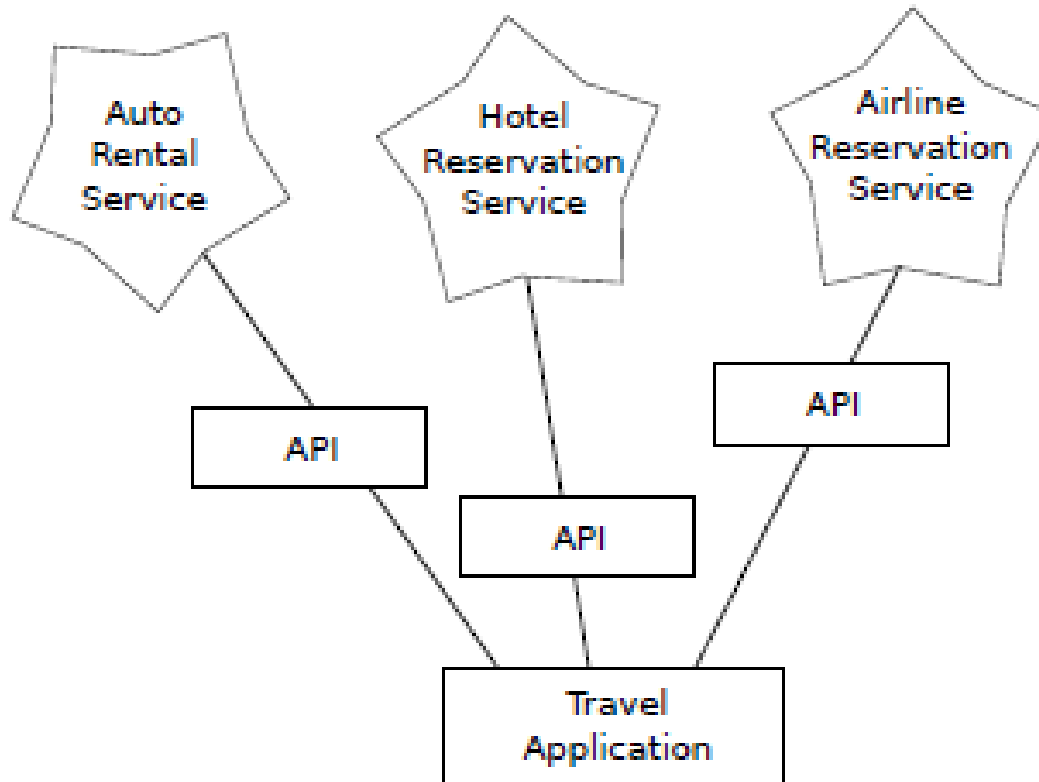 Auto
Rental
Service
Hotel
Reservation
Service
Airline
Reservation
Service
API
API
API
Travel
Application